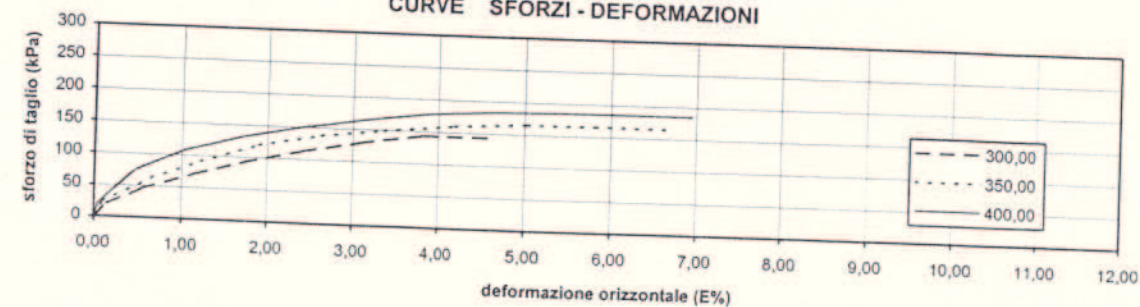 CURVE SFORZI - DEFORMAZIONI
300
250
200
150
100
50
0
sforzo di taglio (kPa)
0,00 1,00 2,00 3,00 4,00 5,00 6,00 7,00 8,00 9,00 10,00 11,00 12,00
deformazione orizzontale (E%)
300,00
350,00
400,00